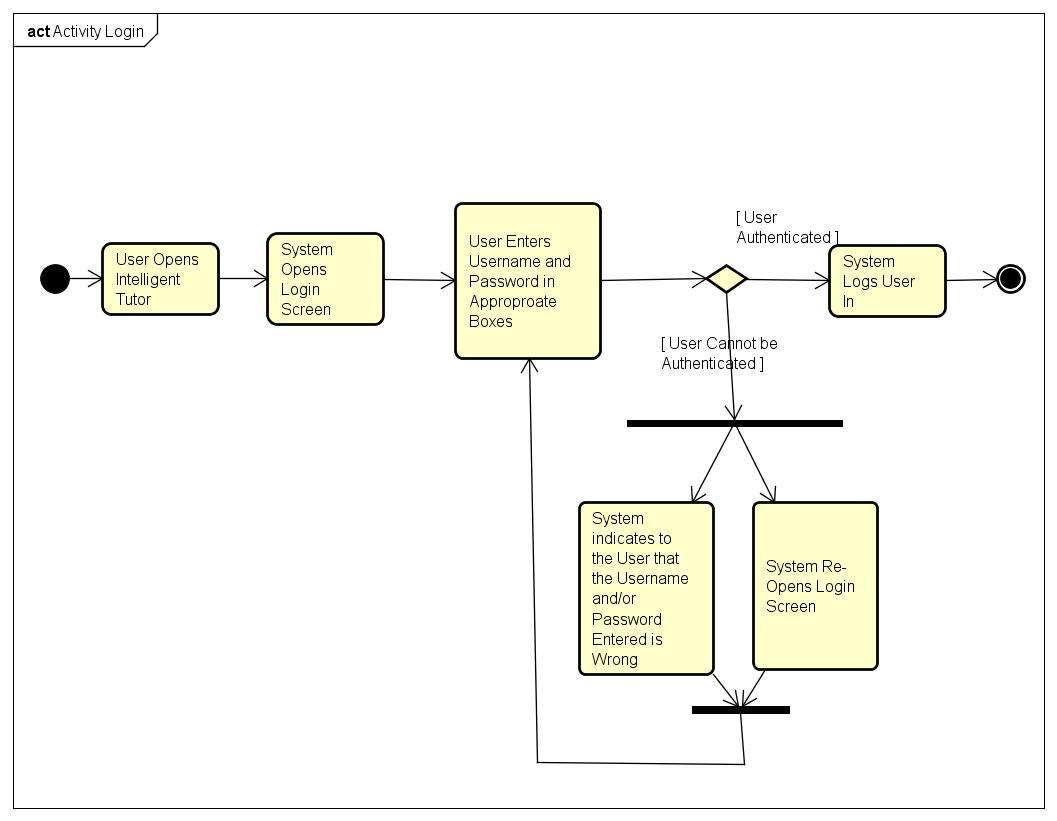 act Activity Login
User Opens
Intelligent
Tutor
System
Opens
Login
Screen
User Enters
Username and
Password in
Approproate
Boxes
[ User
Authenticated ]
System
Logs User
In
[ User Cannot be
Authenticated ]
System
indicates to
the User that
the Username
and/or
Password
Entered is
Wrong
System Re-
Opens Login
Screen